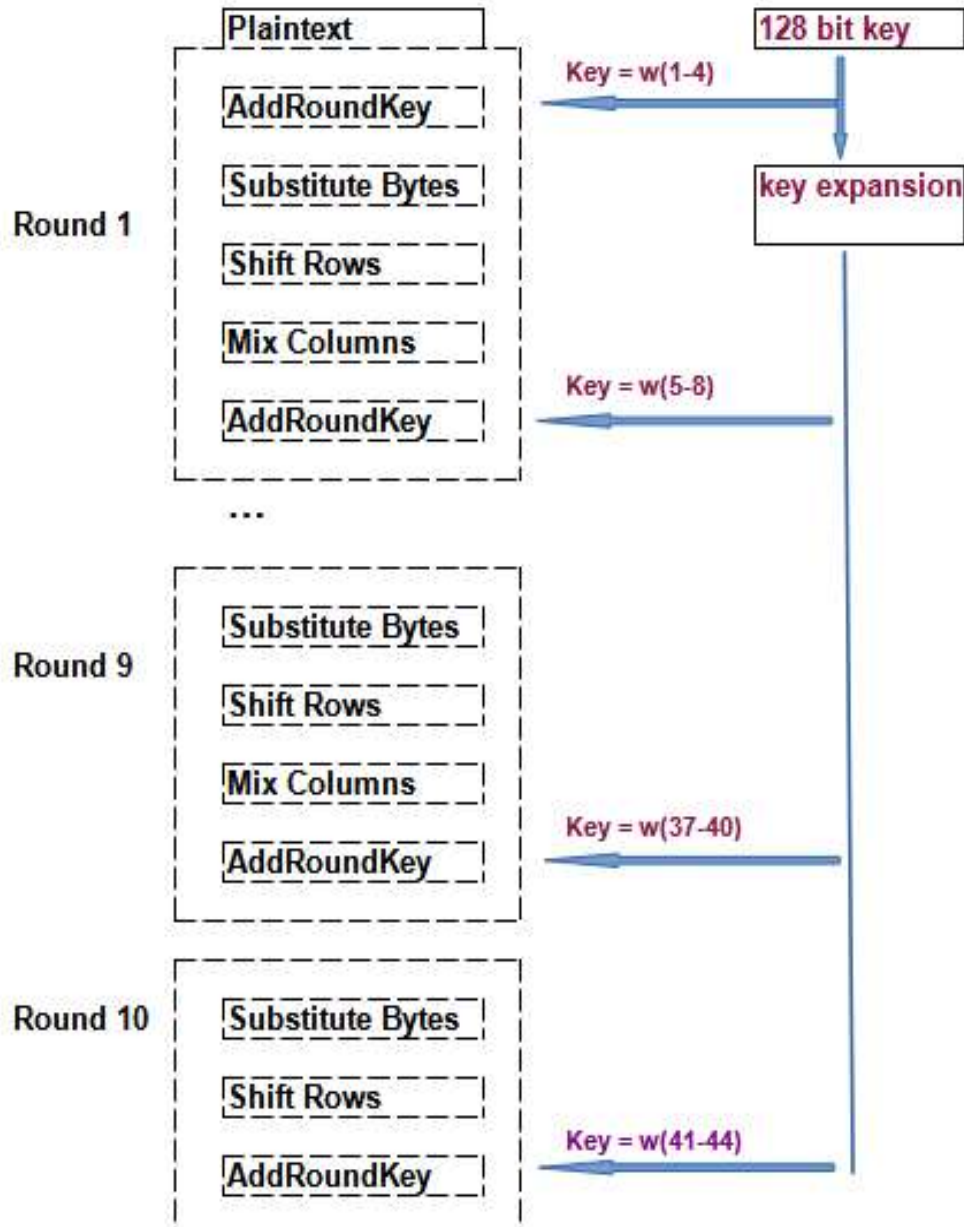 Plaintext
128 bit key
Key = w(1-4)
AddRoundKey
Substitute Bytes
key expansion
Round 1
Shift Rows
Mix Columns
Key = w(5-8)
AddRoundKey
...
Substitute Bytes
Round 9
Shift Rows
Mix Columns
Key = w(37-40)
AddRoundKey
Round 10
Substitute Bytes
Shift Rows
Key = w(41-44)
AddRoundKey